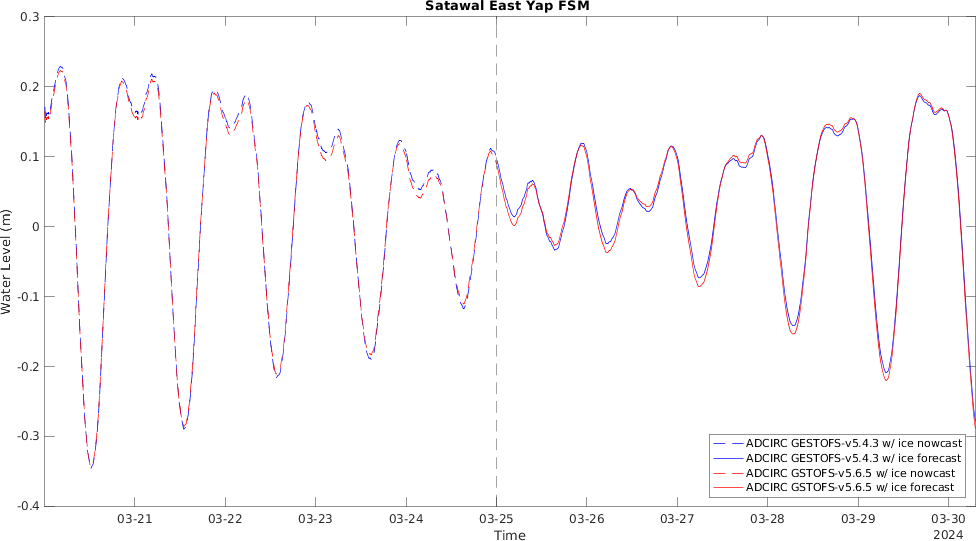 Satawal East Yap FSM
0.3
0.2
0.1
0
-0.1
-0.2
-0.3
-0.4
Water Level (m)
ADCIRC GESTOFS-v5.4.3 w/ ice nowcast
ADCIRC GESTOFS-v5.4.3 w/ ice forecast
ADCIRC GSTOFS-v5.6.5 w/ ice nowcast
ADCIRC GSTOFS-v5.6.5 w/ ice forecast
03-21 03-22 03-23 03-24 03-25 03-26 03-27 03-28 03-29 03-30
Time 2024